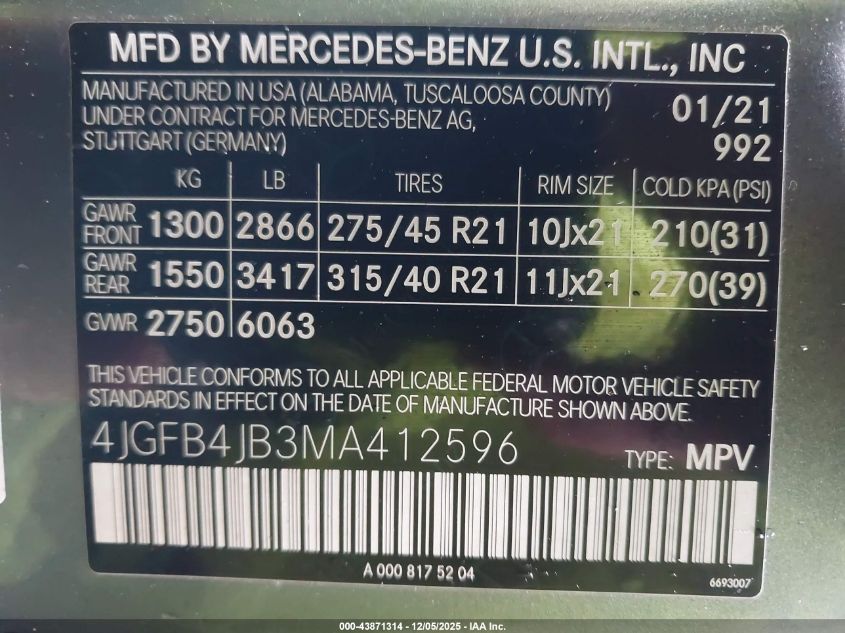 MFD BY MERCEDES-BENZ U.S. INTL., INC
MANUFACTURED IN USA (ALABAMA, TUSCALOOSA COUNTY)
UNDER CONTRACT FOR MERCEDES-BENZ AG,
STUTTGART (GERMANY)
01/21
992
KG LB TIRES RIM SIZE COLD KPA (PSI)
GAWR FRONT 1300 2866 275/45 R21 10Jx21 210(31)
GAWR REAR 1550 3417 315/40 R21 11Jx21 270(39)
GVWR 2750 6063
THIS VEHICLE CONFORMS TO ALL APPLICABLE FEDERAL MOTOR VEHICLE SAFETY
STANDARDS IN EFFECT ON THE DATE OF MANUFACTURE SHOWN ABOVE.
4JGFB4JB3MA412596 TYPE: MPV
A 000 817 52 04
6693007
000-43871314 - 12/05/2025 - IAA Inc.